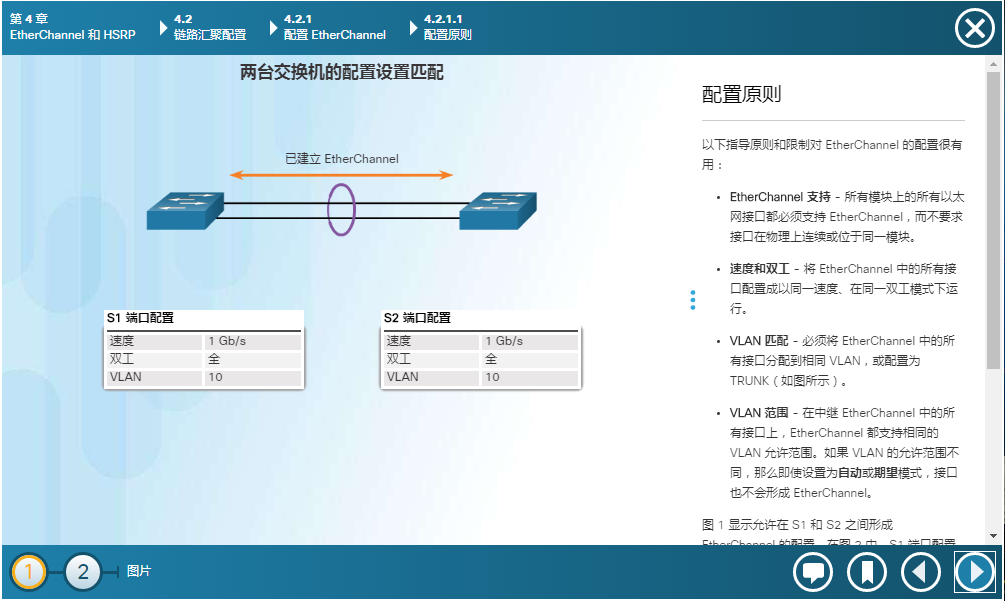 第 4 章
EtherChannel 和 HSRP
4.2
链路汇聚配置
4.2.1
配置 EtherChannel
4.2.1.1
配置原则
两台交换机的配置设置匹配
已建立 EtherChannel
S1 端口配置
速度 1 Gb/s
双工 全
VLAN 10
S2 端口配置
速度 1 Gb/s
双工 全
VLAN 10
配置原则
以下指导原则和限制对 EtherChannel 的配置很有
用：
• EtherChannel 支持 - 所有模块上的所有以太
网接口都必须支持 EtherChannel，而不要求
接口在物理上连续或位于同一模块。
• 速度和双工 - 将 EtherChannel 中的所有接
口配置成以同一速度、在同一双工模式下运
行。
• VLAN 匹配 - 必须将 EtherChannel 中的所
有接口分配到相同 VLAN，或配置为
TRUNK（如图所示）。
• VLAN 范围 - 在中继 EtherChannel 中的所
有接口上，EtherChannel 都支持相同的
VLAN 允许范围。如果 VLAN 的允许范围不
同，那么即使设置为自动或期望模式，接口
也不会形成 EtherChannel。
图 1 显示允许在 S1 和 S2 之间形成
EtherChannel 的配置。在图 2 中，S1 端口配置
1
2
图片